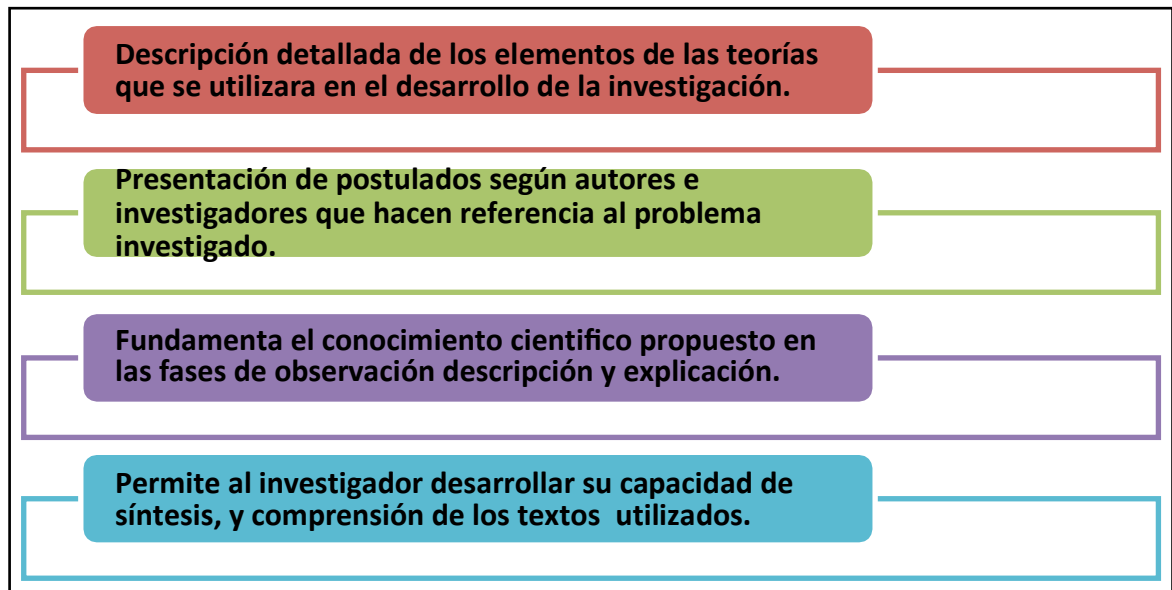 Descripción detallada de los elementos de las teorías
que se utilizara en el desarrollo de la investigación.
Presentación de postulados según autores e
investigadores que hacen referencia al problema
investigado.
Fundamenta el conocimiento cientifico propuesto en
las fases de observación descripción y explicación.
Permite al investigador desarrollar su capacidad de
síntesis, y comprensión de los textos  utilizados.